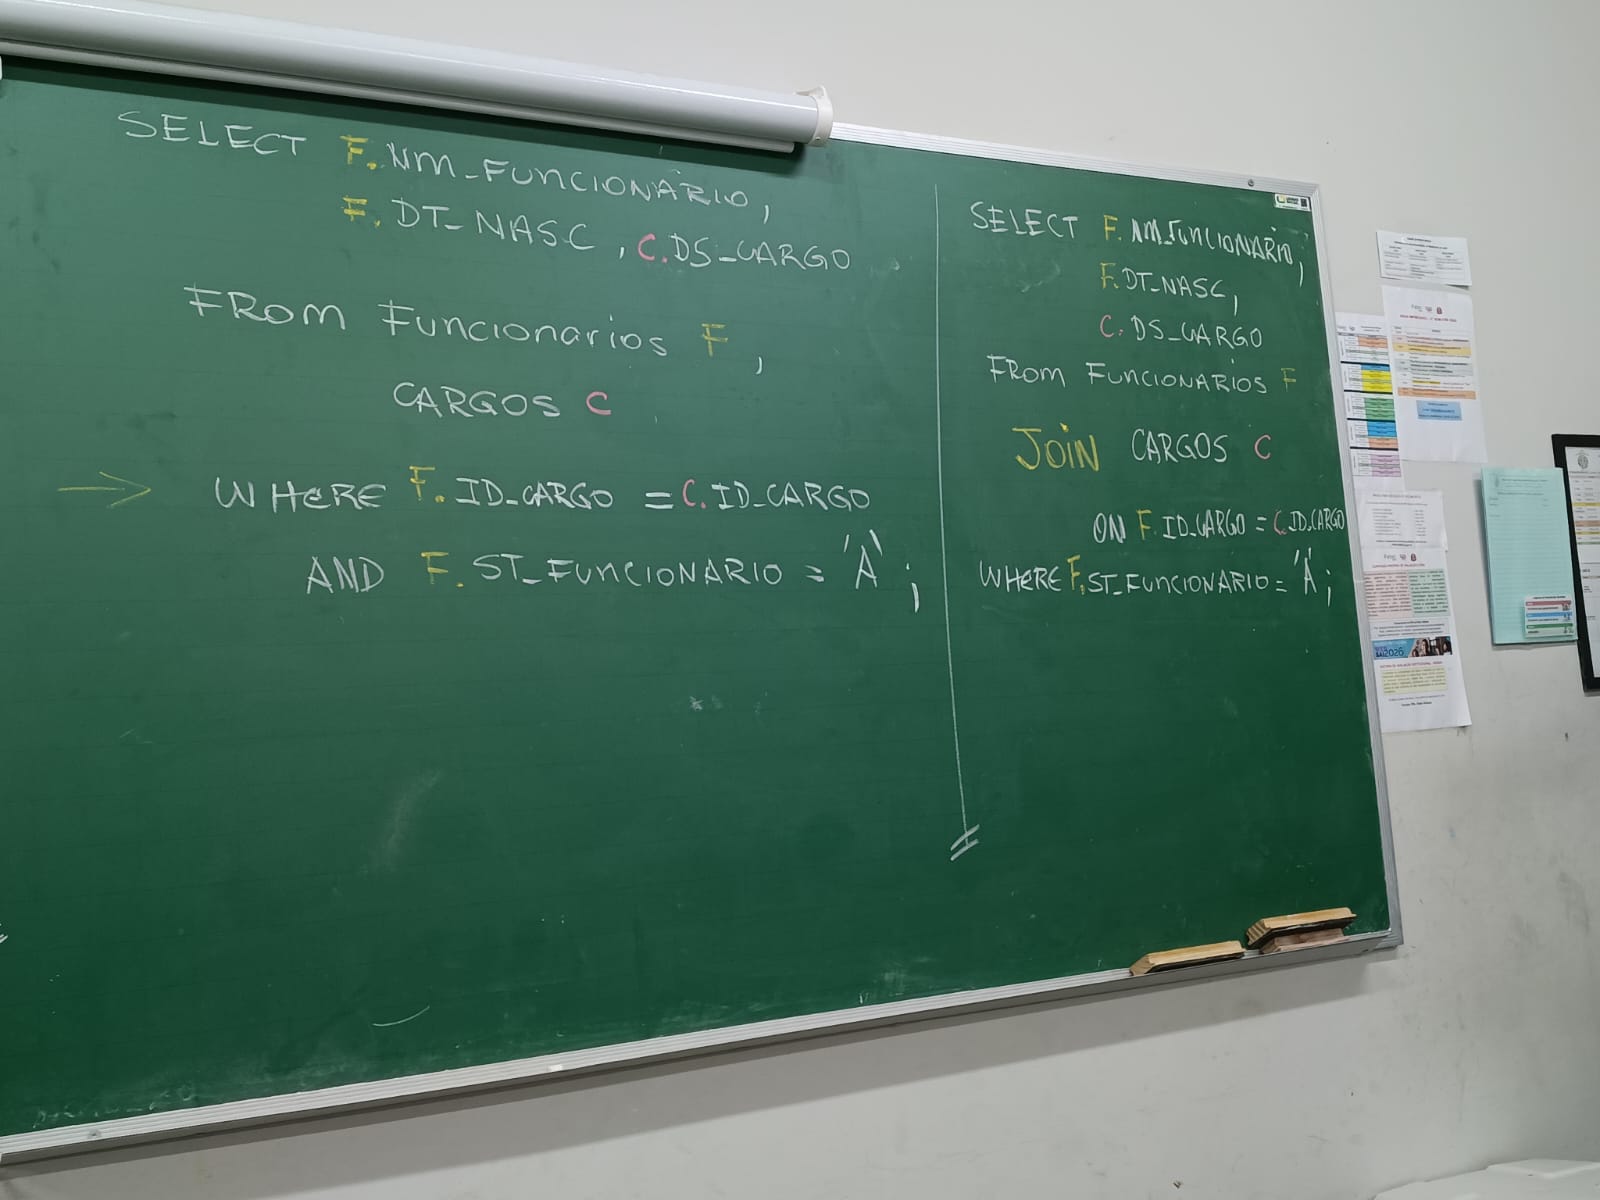 SELECT F.NM_FUNCIONARIO,
F.DT_NASC, C.DS_CARGO
FROM Funcionarios F,
CARGOS C
WHERE F.ID_CARGO = C.ID_CARGO
AND F.ST_FUNCIONARIO = 'A';
SELECT F.NM_FUNCIONARIO,
F.DT_NASC,
C.DS_CARGO
FROM FUNCIONARIOS F
JOIN CARGOS C
ON F.ID_CARGO = C.ID_CARGO
WHERE F.ST_FUNCIONARIO = 'A';